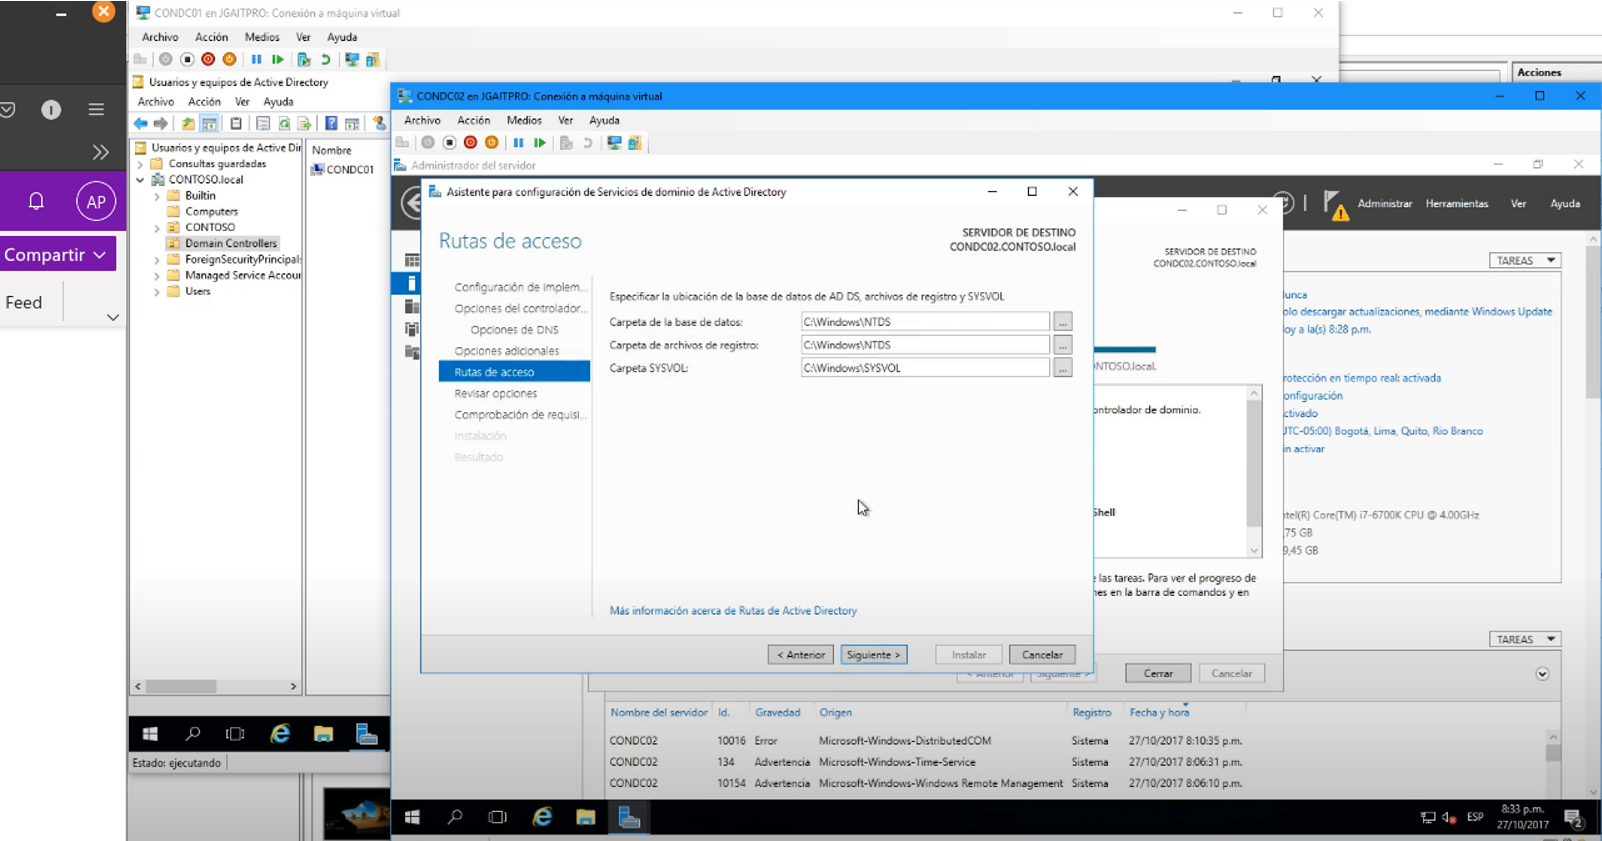 CONDC01 en JGAITPRO: Conexión a máquina virtual
Archivo Acción Medios Ver Ayuda
Usuarios y equipos de Active Directory
Archivo Acción Ver Ayuda
Usuarios y equipos de Active Dir
Consultas guardadas
CONTOSO.local
Builtin
Computers
CONTOSO
Domain Controllers
ForeignSecurityPrincipals
Managed Service Accour
Users
Nombre
CONDC01
Estado: ejecutando
AP
Compartir
Feed
Acciones
CONDC02 en JGAITPRO: Conexión a máquina virtual
Archivo Acción Medios Ver Ayuda
Administrador del servidor
Administrar Herramientas Ver Ayuda
Asistente para configuración de Servicios de dominio de Active Directory
Rutas de acceso
SERVIDOR DE DESTINO
CONDC02.CONTOSO.local
Configuración de implem...
Opciones del controlador...
Opciones de DNS
Opciones adicionales
Rutas de acceso
Revisar opciones
Comprobación de requisi...
Instalación
Resultado
Especificar la ubicación de la base de datos de AD DS, archivos de registro y SYSVOL
Carpeta de la base de datos: C:\Windows\NTDS ...
Carpeta de archivos de registro: C:\Windows\NTDS ...
Carpeta SYSVOL: C:\Windows\SYSVOL ...
Más información acerca de Rutas de Active Directory
< Anterior Siguiente > Instalar Cancelar
SERVIDOR DE DESTINO
CONDC02.CONTOSO.local
NTOSO.local.
ontrolador de dominio.
Shell
las tareas. Para ver el progreso de
nes en la barra de comandos y en
< Anterior Siguiente > Cerrar Cancelar
TAREAS
unca
olo descargar actualizaciones, mediante Windows Update
oy a la(s) 8:28 p.m.
rotección en tiempo real: activada
onfiguración
ctivado
UTC-05:00) Bogotá, Lima, Quito, Rio Branco
in activar
ntel(R) Core(TM) i7-6700K CPU @ 4.00GHz
,75 GB
9,45 GB
TAREAS
Nombre del servidor Id. Gravedad Origen Registro Fecha y hora
CONDC02 10016 Error Microsoft-Windows-DistributedCOM Sistema 27/10/2017 8:10:35 p.m.
CONDC02 134 Advertencia Microsoft-Windows-Time-Service Sistema 27/10/2017 8:06:31 p.m.
CONDC02 10154 Advertencia Microsoft-Windows-Windows Remote Management Sistema 27/10/2017 8:06:10 p.m.
ESP
8:33 p.m.
27/10/2017
2